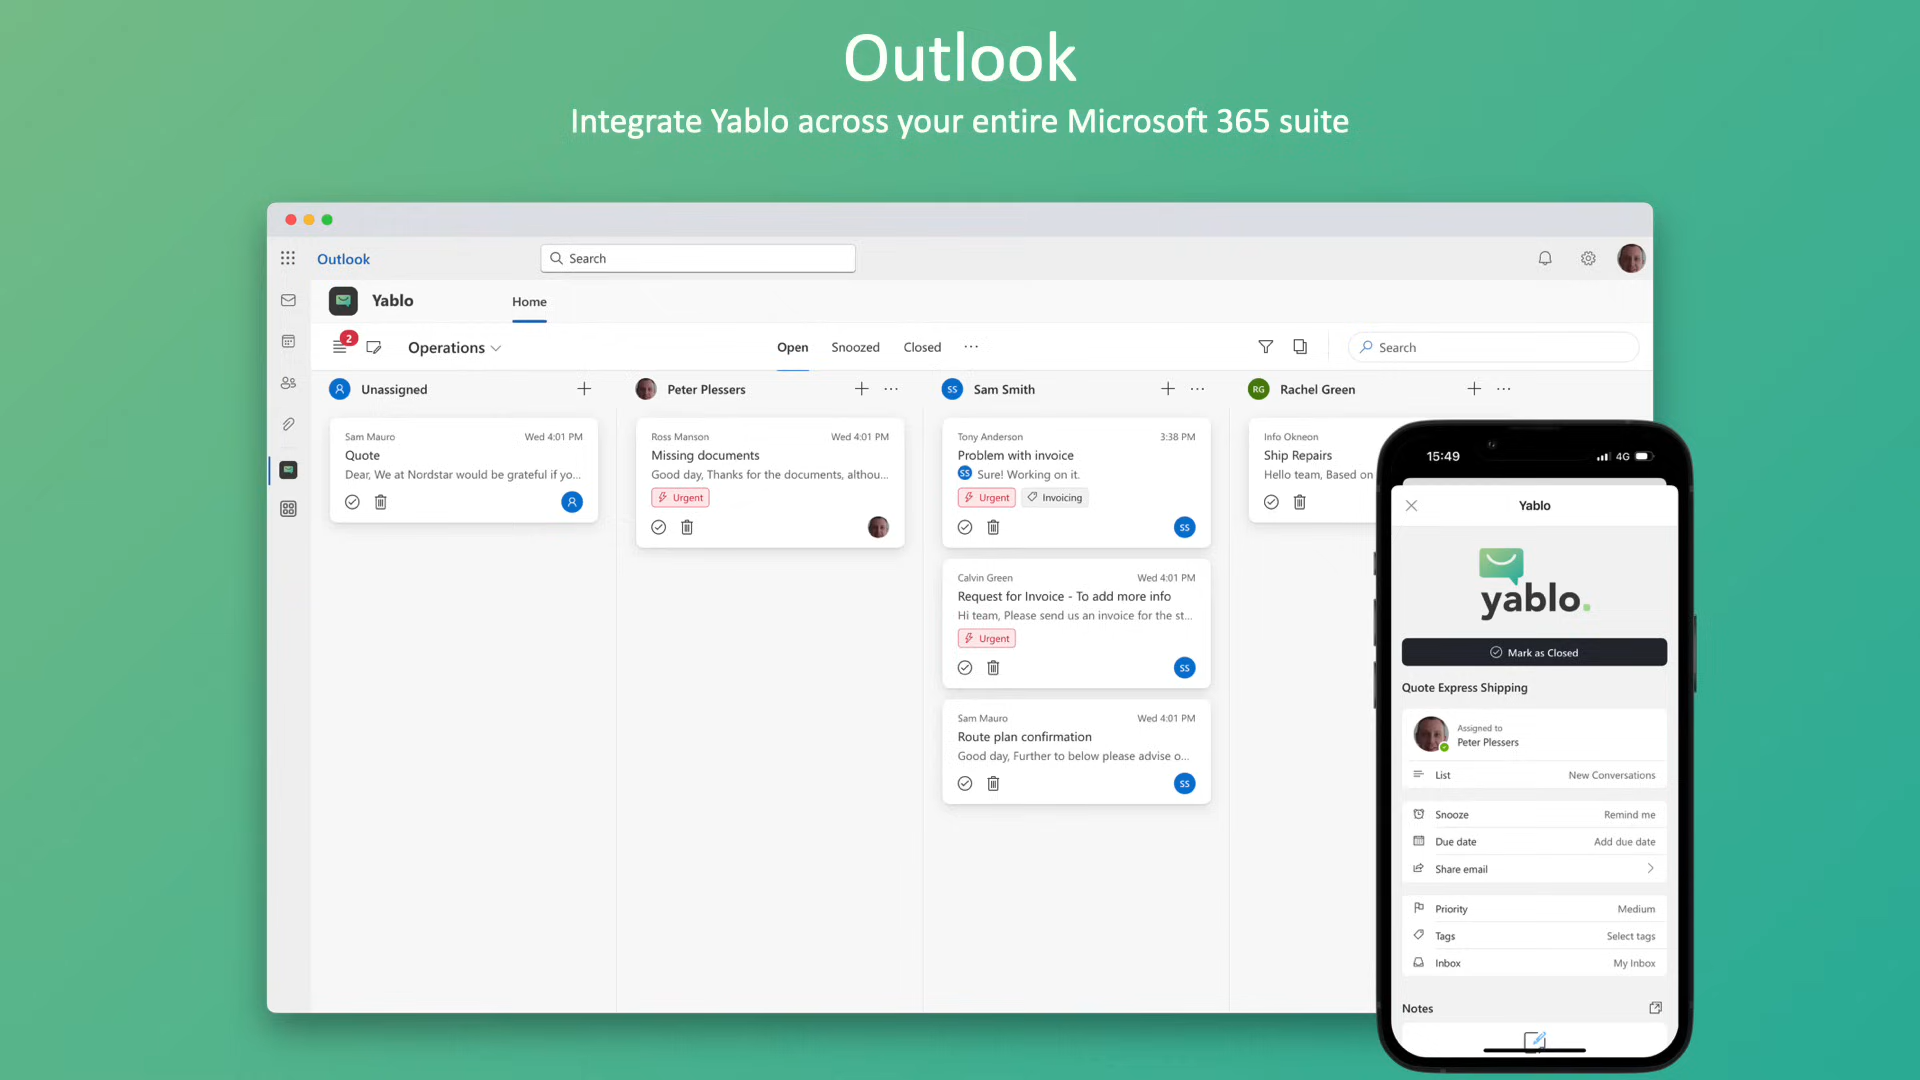 Outlook
Integrate Yablo across your entire Microsoft 365 suite
Outlook
Search
Yablo
Home
2
Operations
Open
Snoozed
Closed
Search
Unassigned
Sam Mauro
Wed 4:01 PM
Quote
Dear, We at Nordstar would be grateful if yo...
Peter Plessers
Ross Manson
Wed 4:01 PM
Missing documents
Good day, Thanks for the documents, althou...
Urgent
SS
Sam Smith
Tony Anderson
3:38 PM
Problem with invoice
SS Sure! Working on it.
Urgent
Invoicing
SS
Calvin Green
Wed 4:01 PM
Request for Invoice - To add more info
Hi team, Please send us an invoice for the st...
Urgent
SS
Sam Mauro
Wed 4:01 PM
Route plan confirmation
Good day, Further to below please advise o...
SS
RG
Rachel Green
Info Okneon
Ship Repairs
Hello team, Based on
15:49
4G
Yablo
yablo.
Mark as Closed
Quote Express Shipping
Assigned to
Peter Plessers
List
New Conversations
Snooze
Remind me
Due date
Add due date
Share email
Priority
Medium
Tags
Select tags
Inbox
My Inbox
Notes